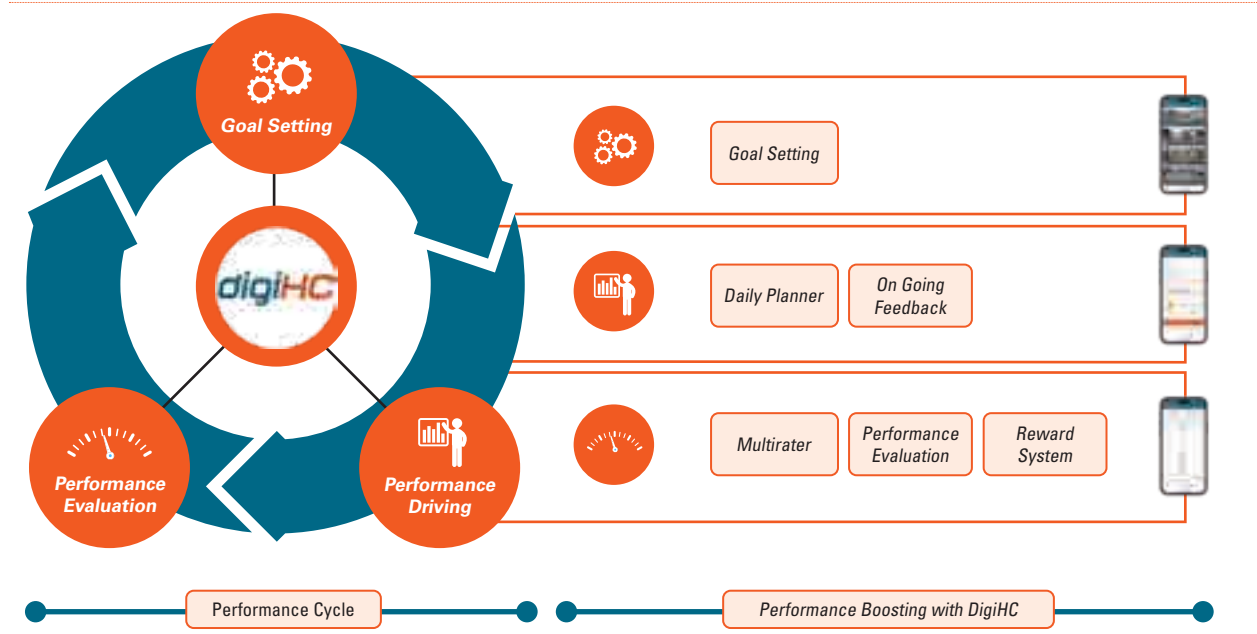 Goal Setting
digiHC
Performance
Evaluation
Performance
Driving
Goal Setting
Daily Planner
On Going
Feedback
Multirater
Performance
Evaluation
Reward
System
Performance Cycle
Performance Boosting with DigiHC